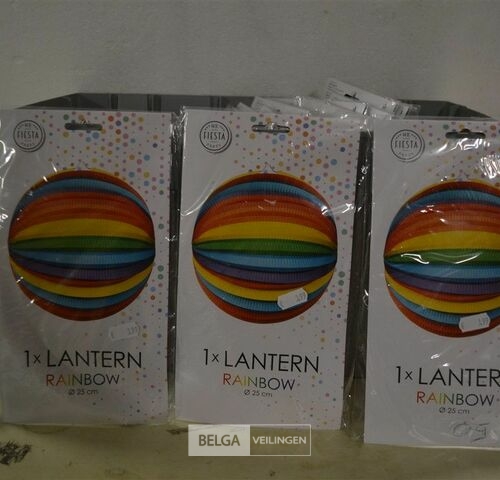 FIESTA
1x LANTERN
RAINBOW
Ø 25 cm
FIESTA
1x LANTERN
RAINBOW
Ø 25 cm
FIESTA
1x LANTERN
RAINBOW
Ø 25 cm
BELGA VEILINGEN